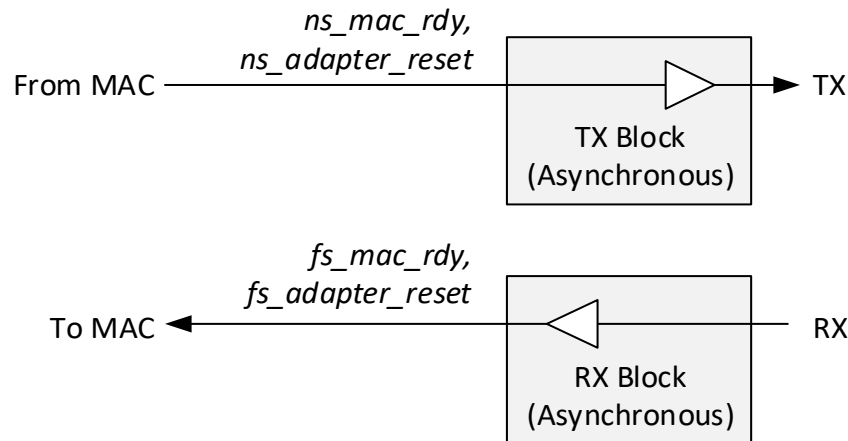 ns_mac_rdy,
ns_adapter_reset
From MAC
TX
TX Block
(Asynchronous)
fs_mac_rdy,
fs_adapter_reset
To MAC
RX
RX Block
(Asynchronous)